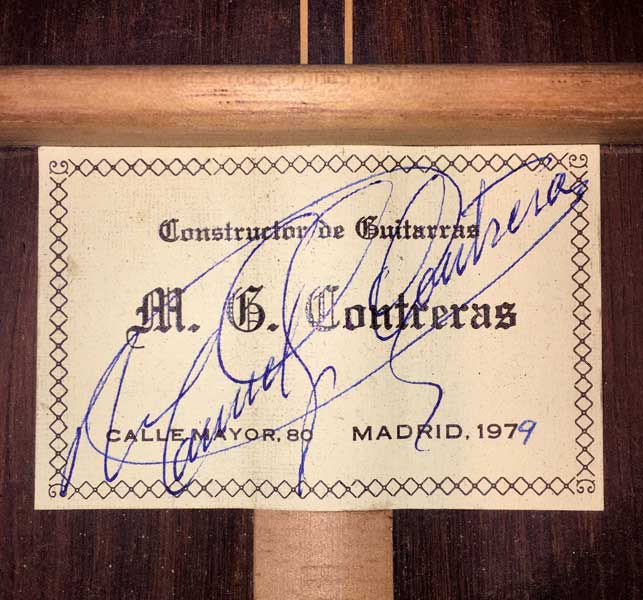 Constructor de Guitarras
M. G. Contreras
Manuel G Contreras
CALLE MAYOR, 80 MADRID, 1979